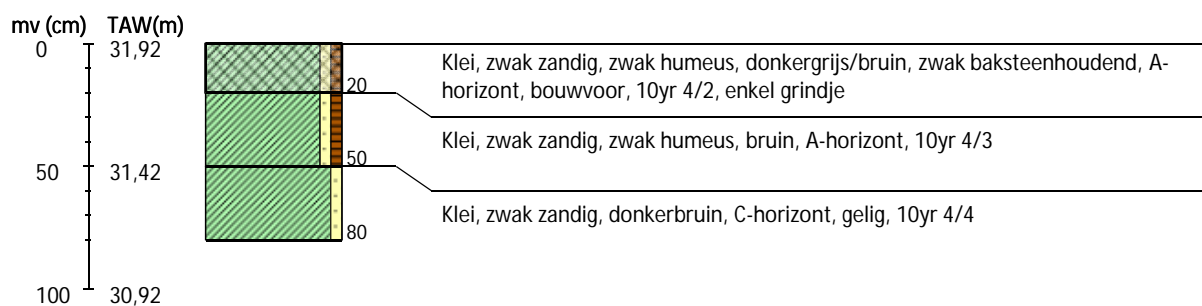 mv (cm) TAW(m)
0 31,92
Klei, zwak zandig, zwak humeus, donkergrijs/bruin, zwak baksteenhoudend, A-
horizont, bouwvoor, 10yr 4/2, enkel grindje
20
Klei, zwak zandig, zwak humeus, bruin, A-horizont, 10yr 4/3
50
50 31,42
Klei, zwak zandig, donkerbruin, C-horizont, gelig, 10yr 4/4
80
100 30,92